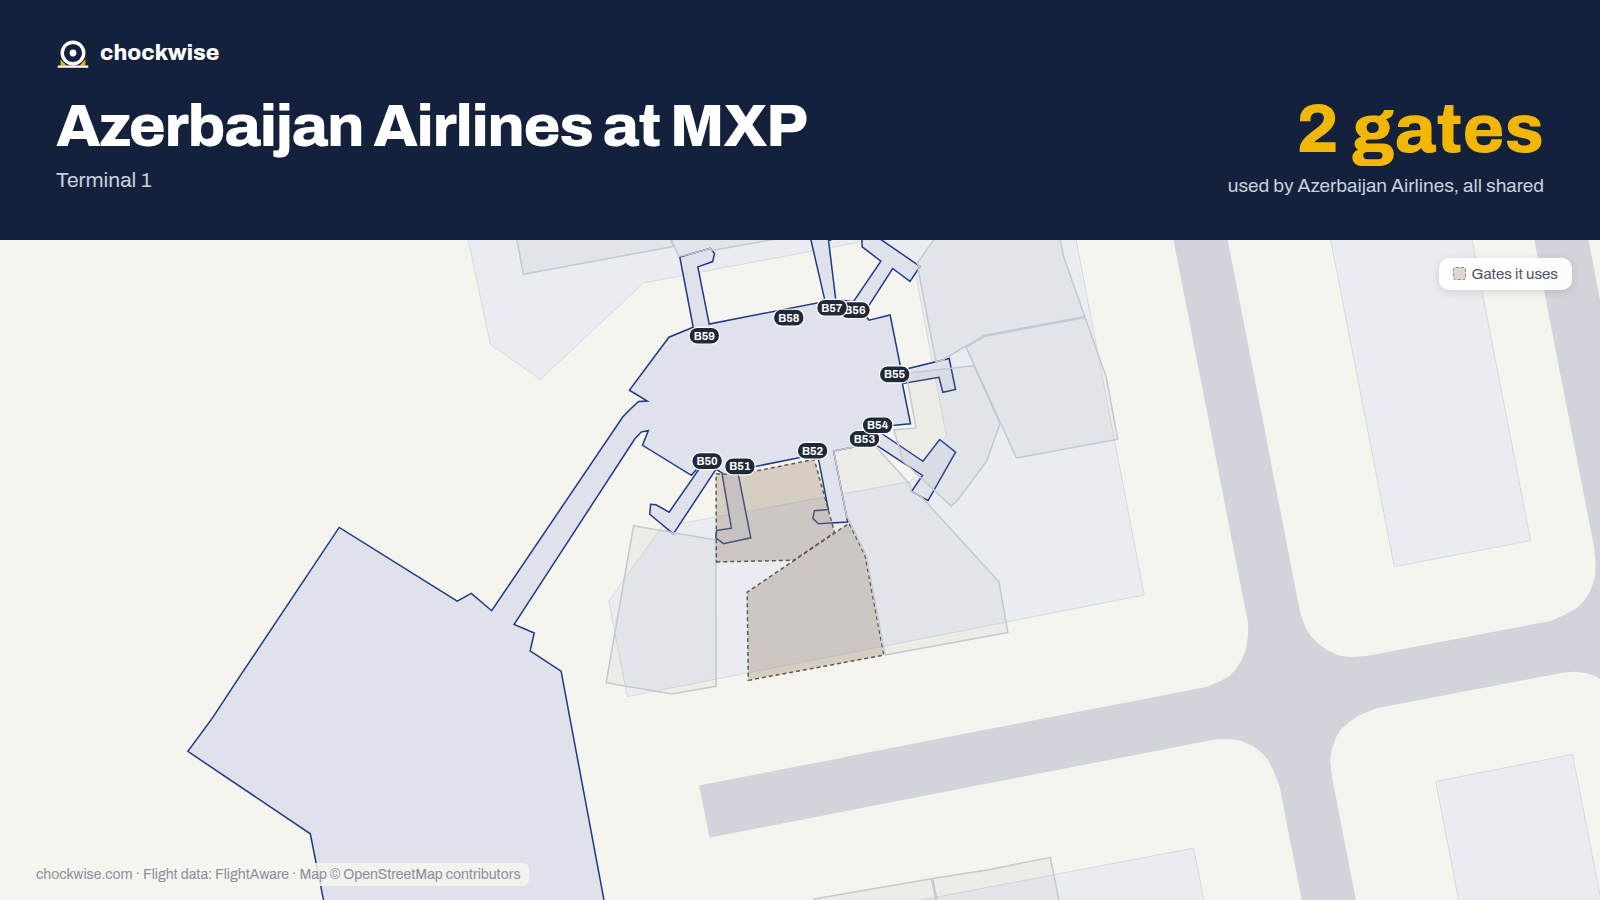 chockwise
Azerbaijan Airlines at MXP
Terminal 1
2 gates
used by Azerbaijan Airlines, all shared
Gates it uses
B57
B56
B58
B59
B55
B54
B53
B52
B50
B51
chockwise.com · Flight data: FlightAware · Map © OpenStreetMap contributors